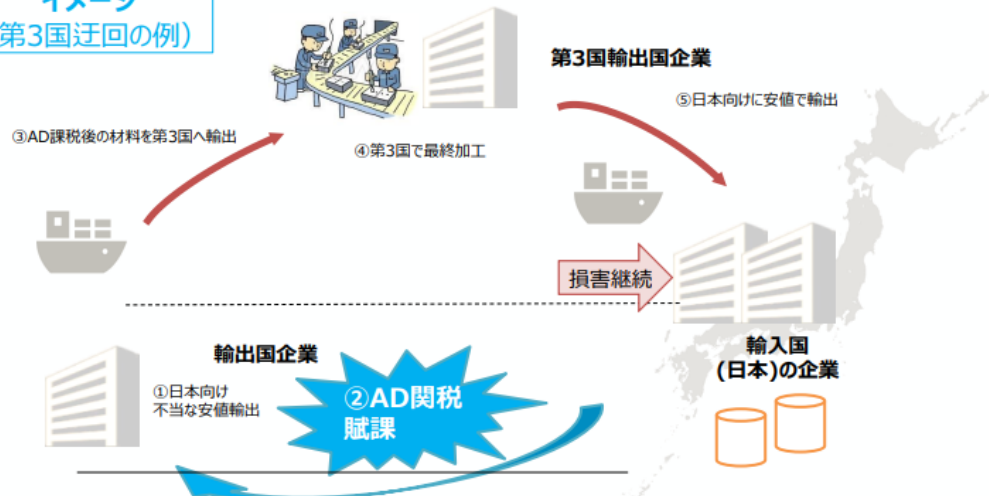 イメージ
第3国迂回の例）
第3国輸出国企業
⑤日本向けに安値で輸出
③AD課税後の材料を第3国へ輸出
④第3国で最終加工
損害継続
輸出国企業
①日本向け
不当な安値輸出
②AD関税
賦課
輸入国
(日本)の企業